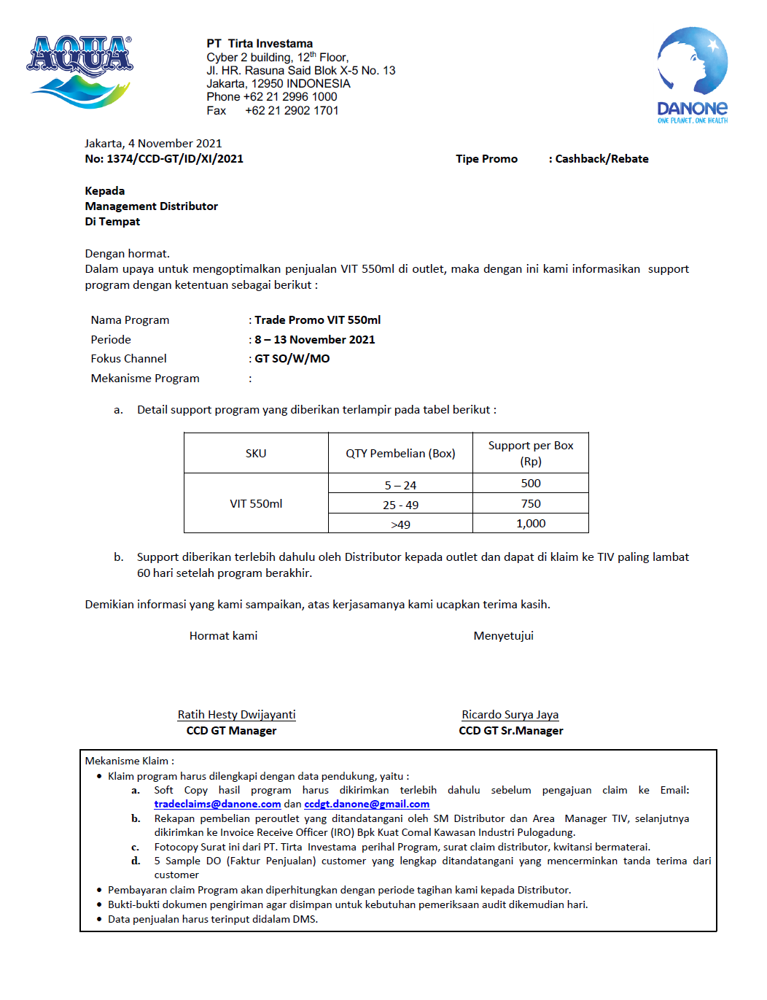 AQUA®
PT Tirta Investama
Cyber 2 building, 12th Floor,
Jl. HR. Rasuna Said Blok X-5 No. 13
Jakarta, 12950 INDONESIA
Phone +62 21 2996 1000
Fax +62 21 2902 1701
DANONE
ONE PLANET. ONE HEALTH
Jakarta, 4 November 2021
No: 1374/CCD-GT/ID/XI/2021 Tipe Promo : Cashback/Rebate
Kepada
Management Distributor
Di Tempat
Dengan hormat.
Dalam upaya untuk mengoptimalkan penjualan VIT 550ml di outlet, maka dengan ini kami informasikan support
program dengan ketentuan sebagai berikut :
Nama Program : Trade Promo VIT 550ml
Periode : 8 – 13 November 2021
Fokus Channel : GT SO/W/MO
Mekanisme Program :
a. Detail support program yang diberikan terlampir pada tabel berikut :
SKU QTY Pembelian (Box) Support per Box (Rp)
VIT 550ml
5 – 24 500
25 - 49 750
>49 1,000
b. Support diberikan terlebih dahulu oleh Distributor kepada outlet dan dapat di klaim ke TIV paling lambat
60 hari setelah program berakhir.
Demikian informasi yang kami sampaikan, atas kerjasamanya kami ucapkan terima kasih.
Hormat kami Menyetujui
Ratih Hesty Dwijayanti Ricardo Surya Jaya
CCD GT Manager CCD GT Sr.Manager
Mekanisme Klaim :
• Klaim program harus dilengkapi dengan data pendukung, yaitu :
a. Soft Copy hasil program harus dikirimkan terlebih dahulu sebelum pengajuan claim ke Email:
tradeclaims@danone.com dan ccdgt.danone@gmail.com
b. Rekapan pembelian peroutlet yang ditandatangani oleh SM Distributor dan Area Manager TIV, selanjutnya
dikirimkan ke Invoice Receive Officer (IRO) Bpk Kuat Comal Kawasan Industri Pulogadung.
c. Fotocopy Surat ini dari PT. Tirta Investama perihal Program, surat claim distributor, kwitansi bermaterai.
d. 5 Sample DO (Faktur Penjualan) customer yang lengkap ditandatangani yang mencerminkan tanda terima dari
customer
• Pembayaran claim Program akan diperhitungkan dengan periode tagihan kami kepada Distributor.
• Bukti-bukti dokumen pengiriman agar disimpan untuk kebutuhan pemeriksaan audit dikemudian hari.
• Data penjualan harus terinput didalam DMS.